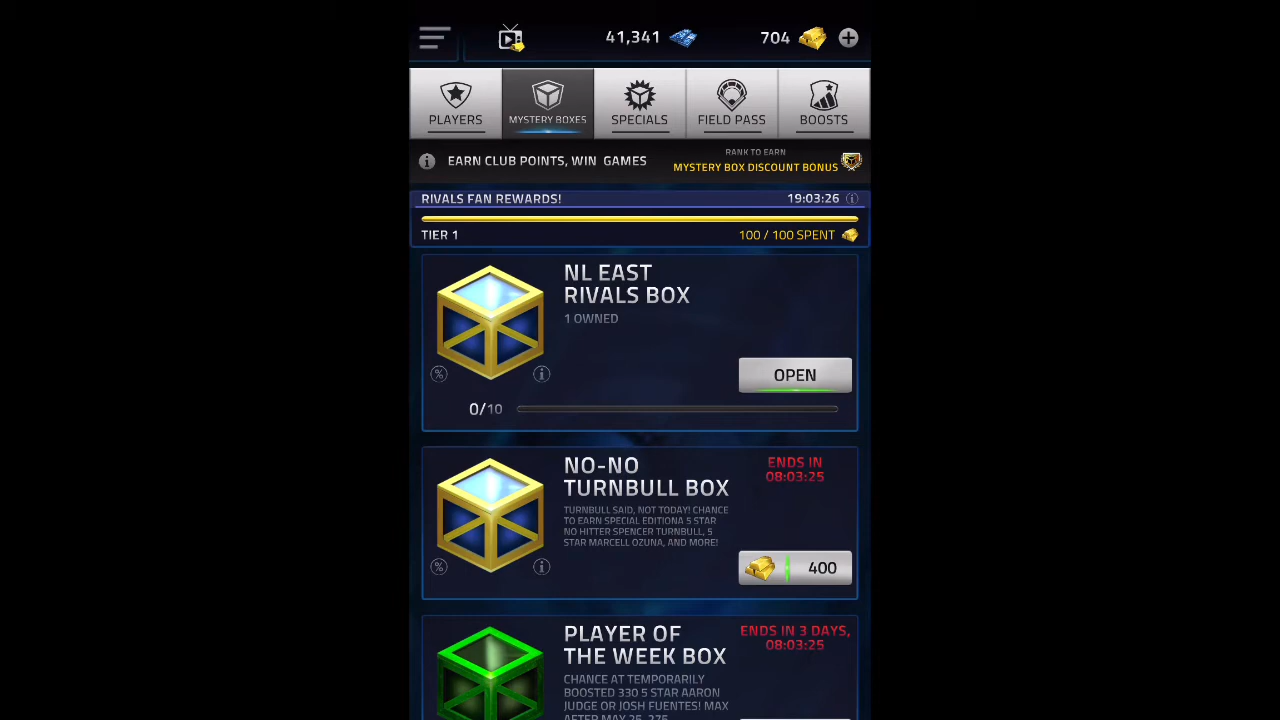 41,341
704
PLAYERS
MYSTERY BOXES
SPECIALS
FIELD PASS
BOOSTS
EARN CLUB POINTS, WIN GAMES
RANK TO EARN
MYSTERY BOX DISCOUNT BONUS
RIVALS FAN REWARDS!
19:03:26
TIER 1
100 / 100 SPENT
NL EAST
RIVALS BOX
1 OWNED
OPEN
0/10
NO-NO
TURNBULL BOX
ENDS IN
08:03:25
TURNBULL SAID, NOT TODAY! CHANCE
TO EARN SPECIAL EDITIONA 5 STAR
NO HITTER SPENCER TURNBULL, 5
STAR MARCELL OZUNA, AND MORE!
400
PLAYER OF
THE WEEK BOX
ENDS IN 3 DAYS,
08:03:25
CHANCE AT TEMPORARILY
BOOSTED 330 5 STAR AARON
JUDGE OR JOSH FUENTES! MAX
AFTER MAY 25, 275